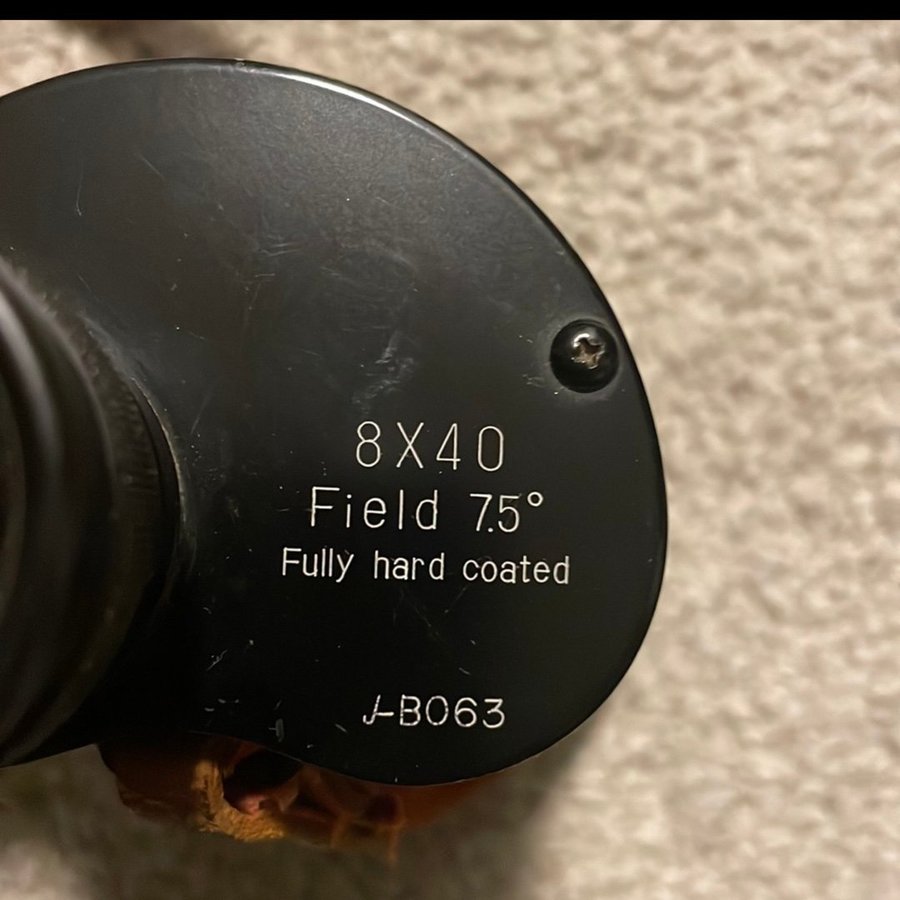 8X40
Field 7.5°
Fully hard coated
J-B063